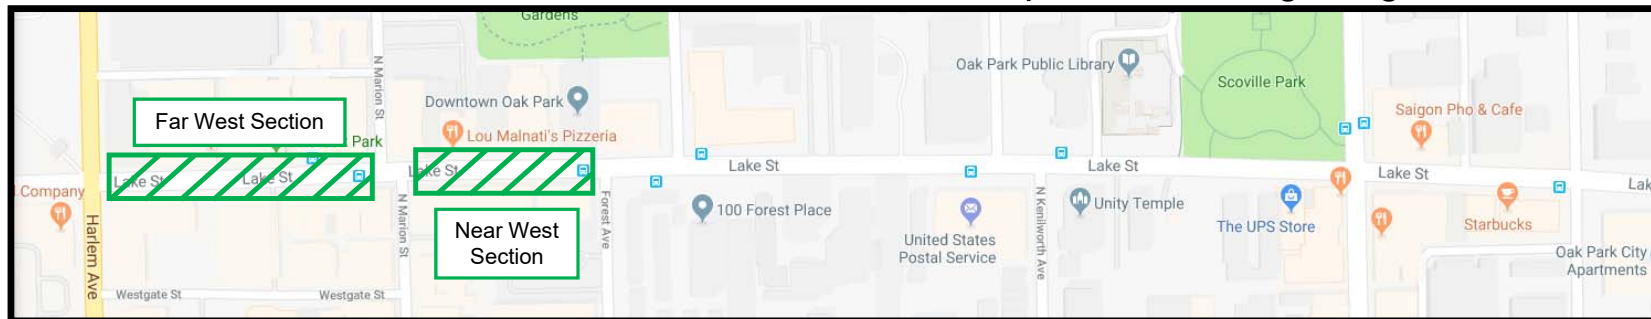 Gardens
N Marion St
Oak Park Public Library
Scoville Park
Downtown Oak Park
Far West Section
Saigon Pho & Cafe
Park
Lou Malnati's Pizzeria
Lake St
Lake St
Lake St
Lake St
Lake St
Lake St
Lak
Company
100 Forest Place
Unity Temple
The UPS Store
Starbucks
Harlem Ave
N Marion St
Near West
Section
Forest Ave
United States
Postal Service
N Kenilworth Ave
Oak Park City
Apartments
Westgate St
Westgate St